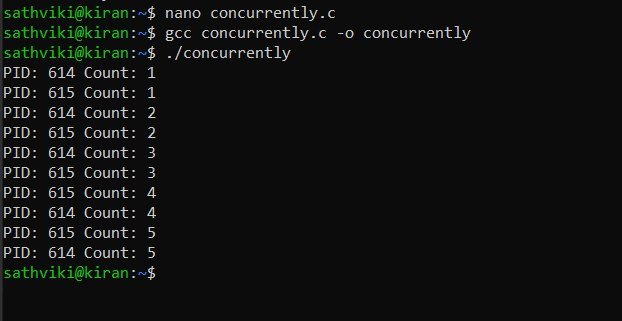 sathviki@kiran:~$ nano concurrently.c
sathviki@kiran:~$ gcc concurrently.c -o concurrently
sathviki@kiran:~$ ./concurrently
PID: 614 Count: 1
PID: 615 Count: 1
PID: 614 Count: 2
PID: 615 Count: 2
PID: 614 Count: 3
PID: 615 Count: 3
PID: 615 Count: 4
PID: 614 Count: 4
PID: 615 Count: 5
PID: 614 Count: 5
sathviki@kiran:~$